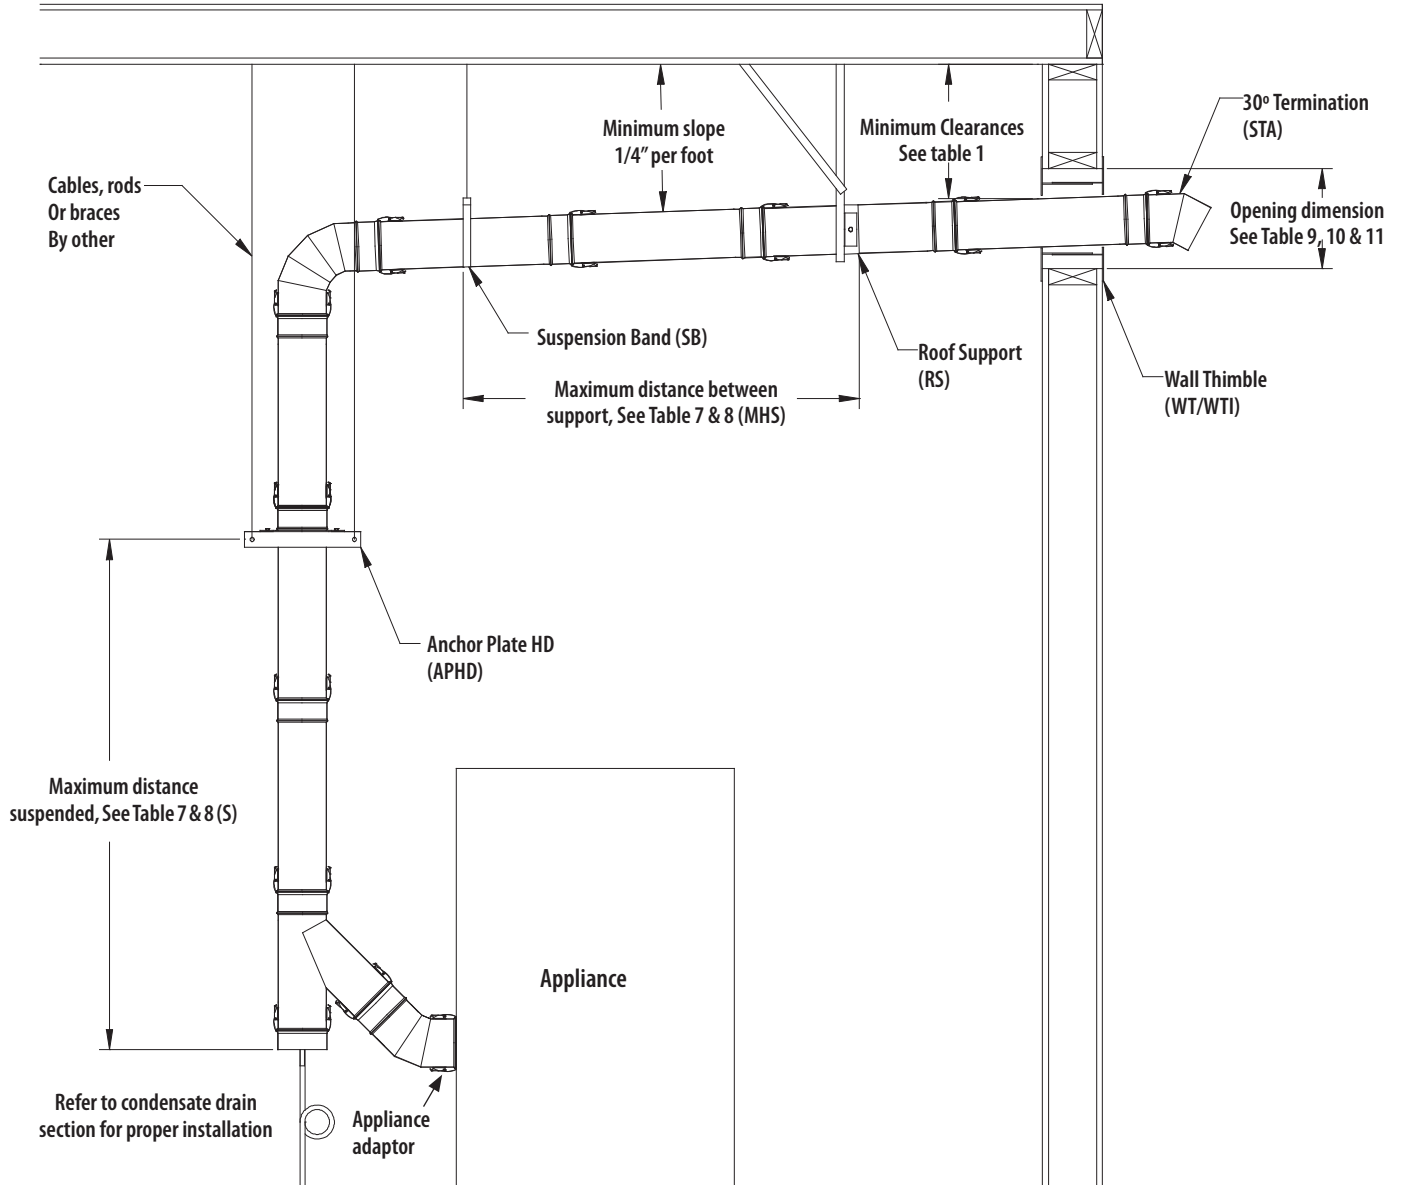 30º Termination
(STA)
Minimum slope
1/4” per foot
Minimum Clearances
See table 1
Cables, rods
Or braces
By other
Opening dimension
See Table 9, 10 & 11
Suspension Band (SB)
Roof Support
(RS)
Wall Thimble
(WT/WTI)
Maximum distance between
support, See Table 7 & 8 (MHS)
Anchor Plate HD
(APHD)
Maximum distance
suspended, See Table 7 & 8 (S)
Appliance
Refer to condensate drain
section for proper installation
Appliance
adaptor